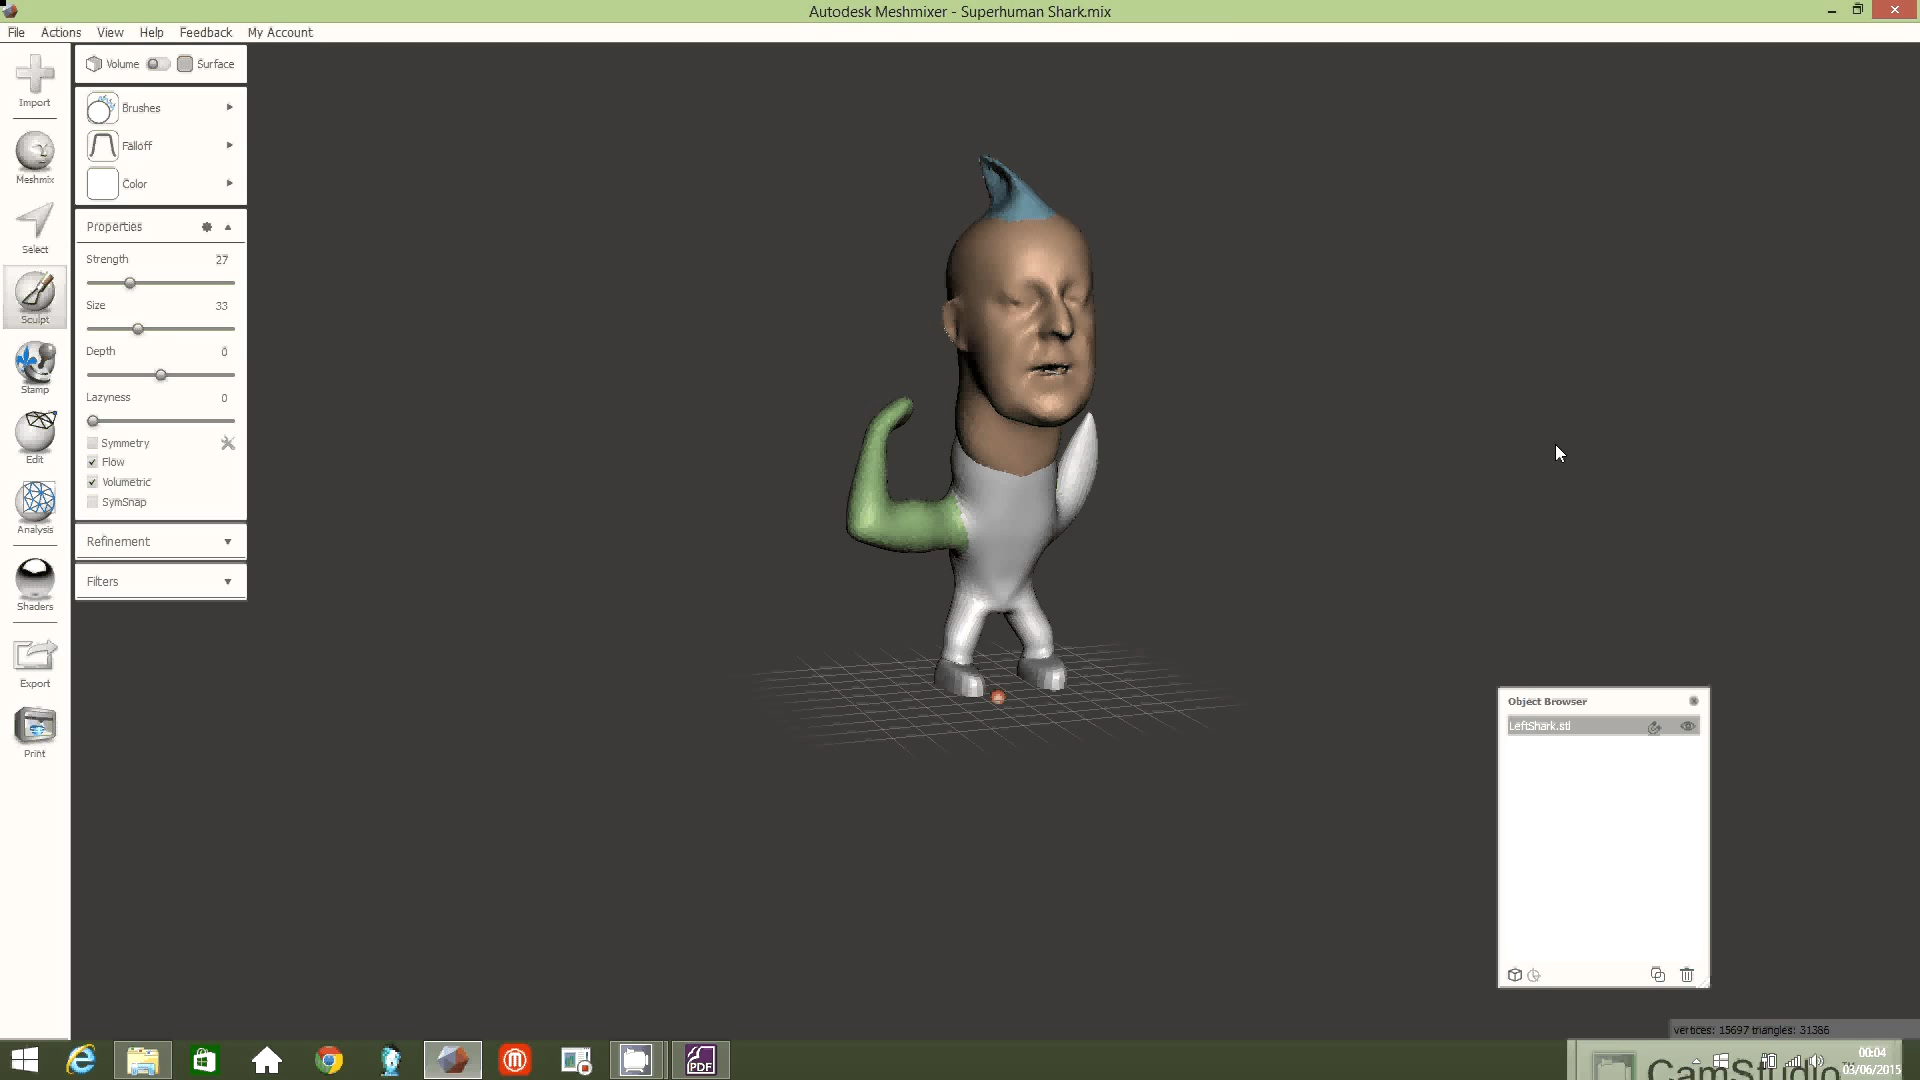 Autodesk Meshmixer - Superhuman Shark.mix
File Actions View Help Feedback My Account
Volume Surface
Import
Brushes
Falloff
Color
Meshmix
Properties
Select
Strength 27
Size 33
Sculpt
Depth 0
Stamp
Lazyness 0
Symmetry
Flow
Edit
Volumetric
SymSnap
Analysis
Refinement
Filters
Shaders
Export
Print
Object Browser
LeftShark.stl
vertices: 15697 triangles: 31386
PDF
CamStudio
00:04
03/06/2015